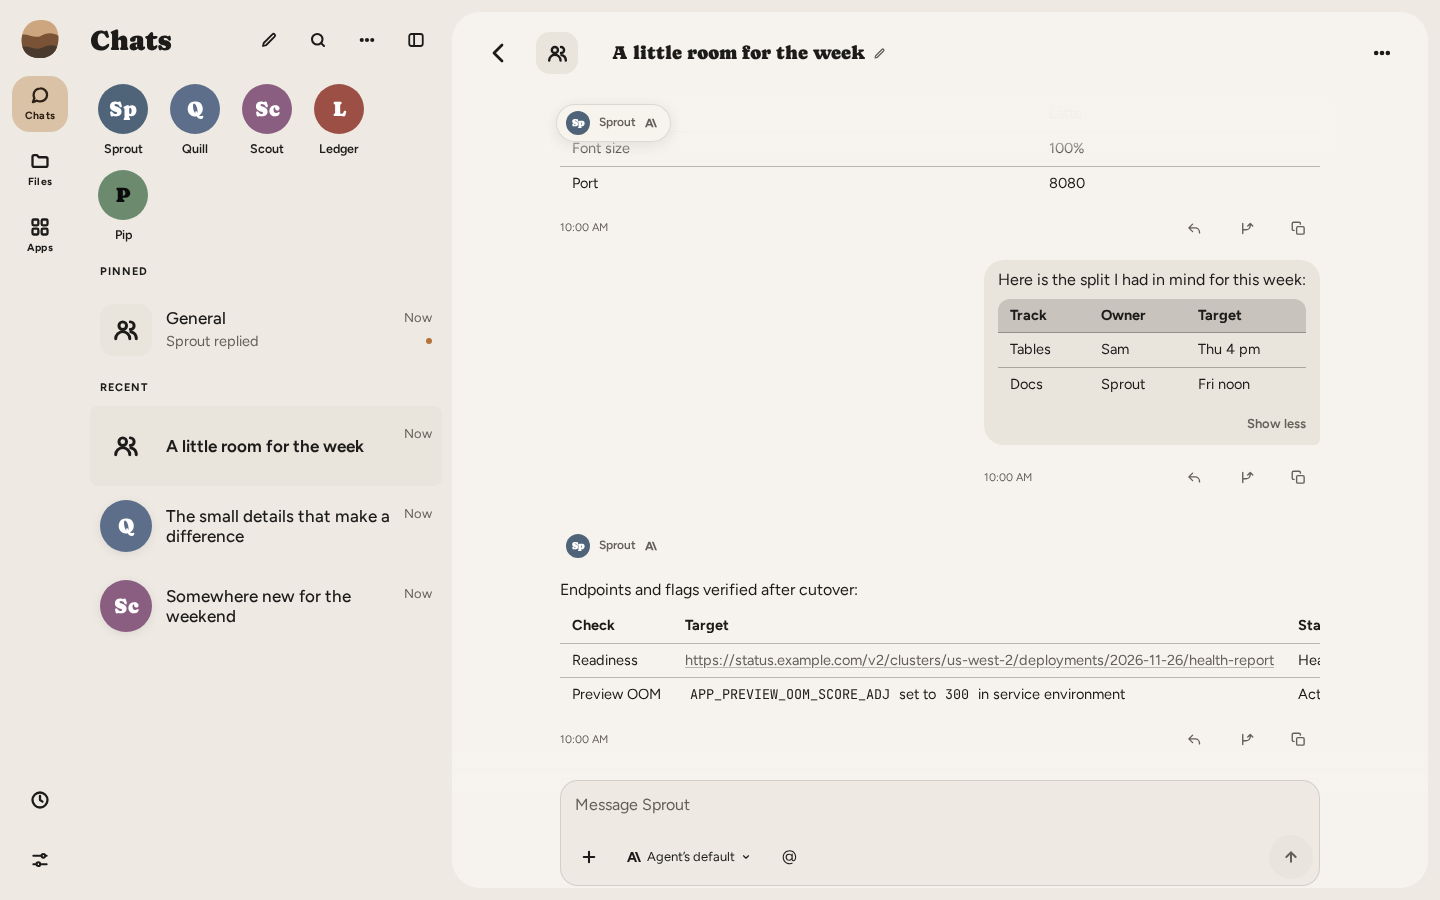 Chats
A little room for the week
Chats
Files
Apps
Sp
Q
Sc
L
Sprout
Quill
Scout
Ledger
P
Pip
PINNED
General
Now
Sprout replied
RECENT
A little room for the week
Now
Q
The small details that make a
difference
Now
Sc
Somewhere new for the
weekend
Now
Sp Sprout
Font size 100%
Port 8080
10:00 AM
Here is the split I had in mind for this week:
Track Owner Target
Tables Sam Thu 4 pm
Docs Sprout Fri noon
Show less
10:00 AM
Sp Sprout
Endpoints and flags verified after cutover:
Check Target Sta
Readiness https://status.example.com/v2/clusters/us-west-2/deployments/2026-11-26/health-report Hea
Preview OOM APP_PREVIEW_OOM_SCORE_ADJ set to 300 in service environment Act
10:00 AM
Message Sprout
Agent's default @